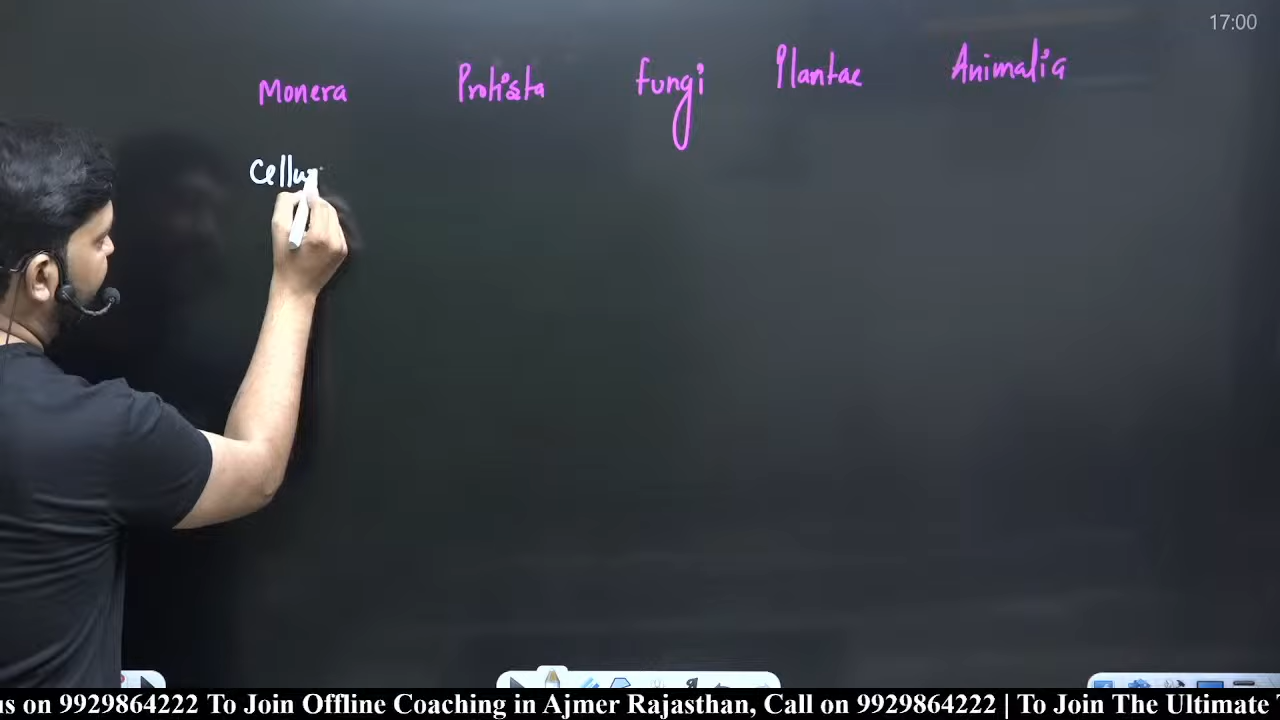 17:00
Monera Protista Fungi Plantae Animalia
Cellu
us on 9929864222 To Join Offline Coaching in Ajmer Rajasthan, Call on 9929864222 | To Join The Ultimate